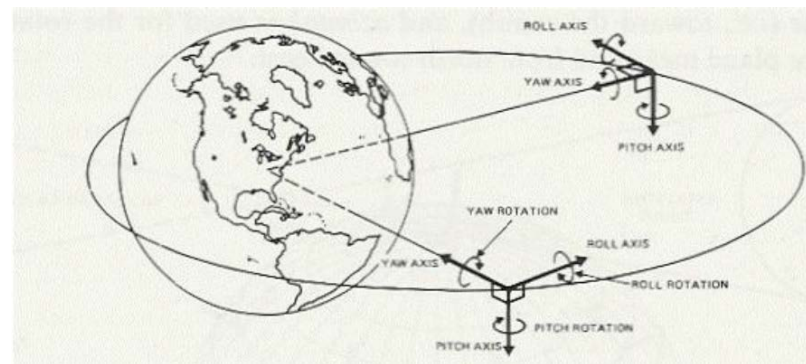 ROLL AXIS
YAW AXIS
PITCH AXIS
YAW ROTATION
ROLL AXIS
YAW AXIS
ROLL ROTATION
PITCH ROTATION
PITCH AXIS